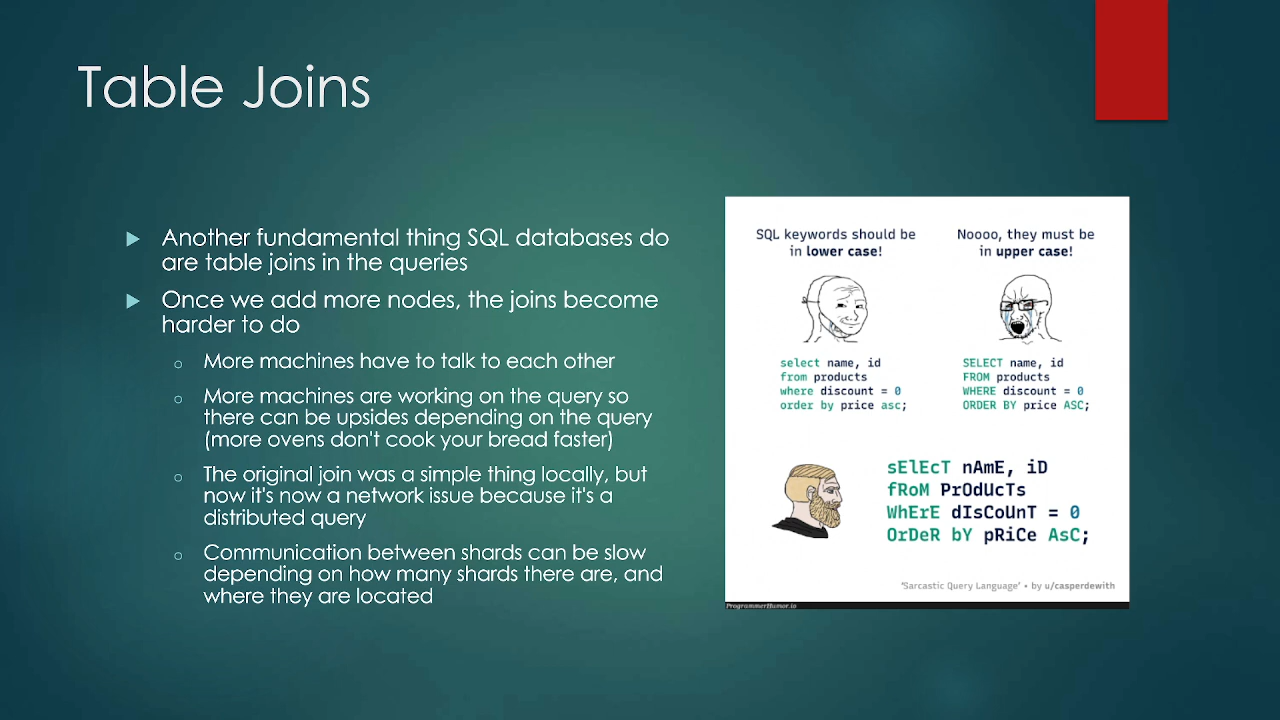 Table Joins
Another fundamental thing SQL databases do
are table joins in the queries
Once we add more nodes, the joins become
harder to do
More machines have to talk to each other
More machines are working on the query so
there can be upsides depending on the query
(more ovens don't cook your bread faster)
The original join was a simple thing locally, but
now it's now a network issue because it's a
distributed query
Communication between shards can be slow
depending on how many shards there are, and
where they are located
SQL keywords should be
in lower case!
select name, id
from products
where discount = 0
order by price asc;
Noooo, they must be
in upper case!
SELECT name, id
FROM products
WHERE discount = 0
ORDER BY price ASC;
sElEcT nAmE, iD
fRoM PrOdUcTs
WhErE dIsCoUnT = 0
OrDeR bY pRiCe AsC;
'Sarcastic Query Language' • by u/casperdewith
ProgrammerHumor.io